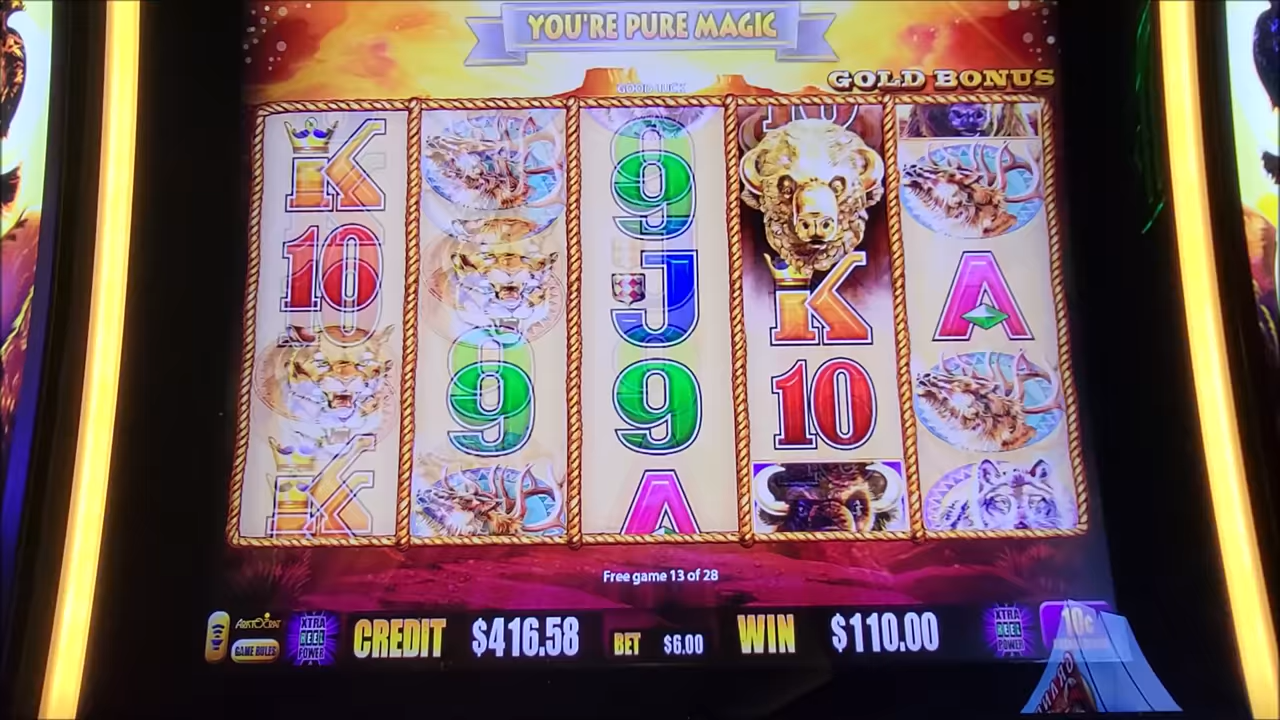 YOU'RE PURE MAGIC
GOOD LUCK
GOLD BONUS
K 9 10
10 J K A
9 9 10
K A
Free game 13 of 28
ARISTOCRAT
GAME RULES
XTRA REEL POWER
CREDIT $416.58 BET $6.00 WIN $110.00
XTRA REEL POWER
10¢